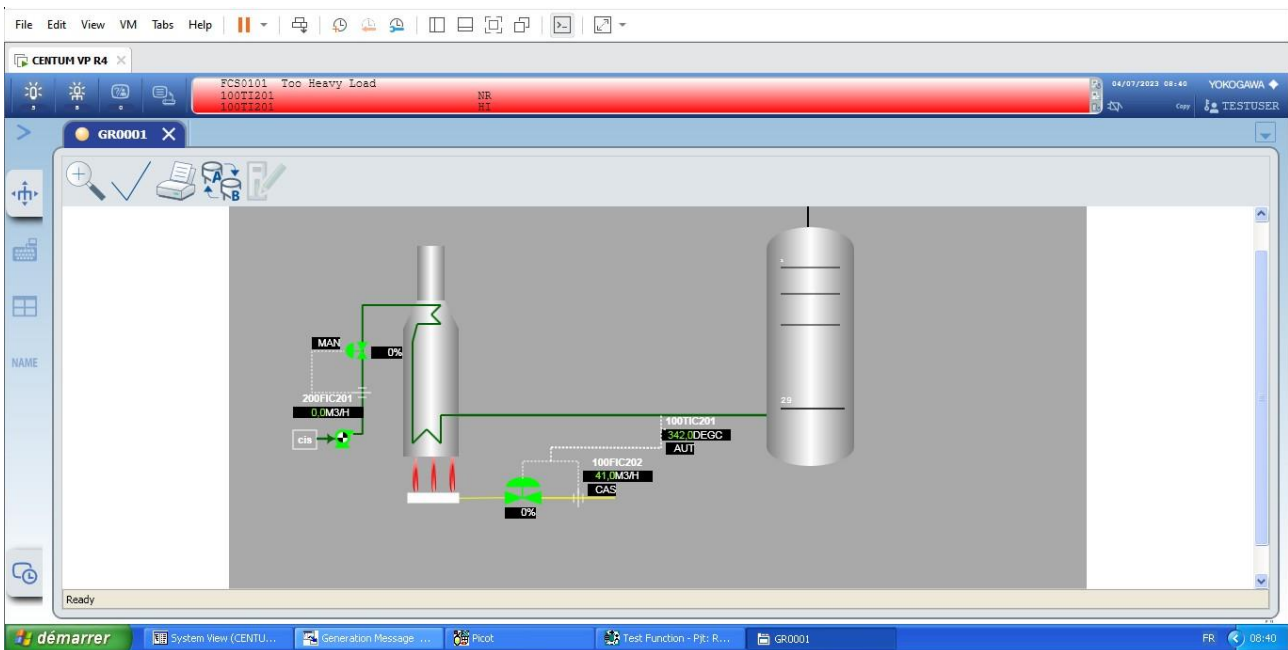 File Edit View VM Tabs Help
CENTUM VP R4
FCS0101 Too Heavy Load
100TI201 NR
100TI201 HI
04/07/2023 08:40 YOKOGAWA
Copy TESTUSER
GR0001
A
B
NAME
MAN
0%
200FIC201
0,0M3/H
cis
29
100TIC201
342,0DEGC
AUT
100FIC202
41,0M3/H
CAS
0%
Ready
démarrer System View (CENTU... Generation Message ... Picot Test Function - Pjt: R... GR0001 FR 08:40